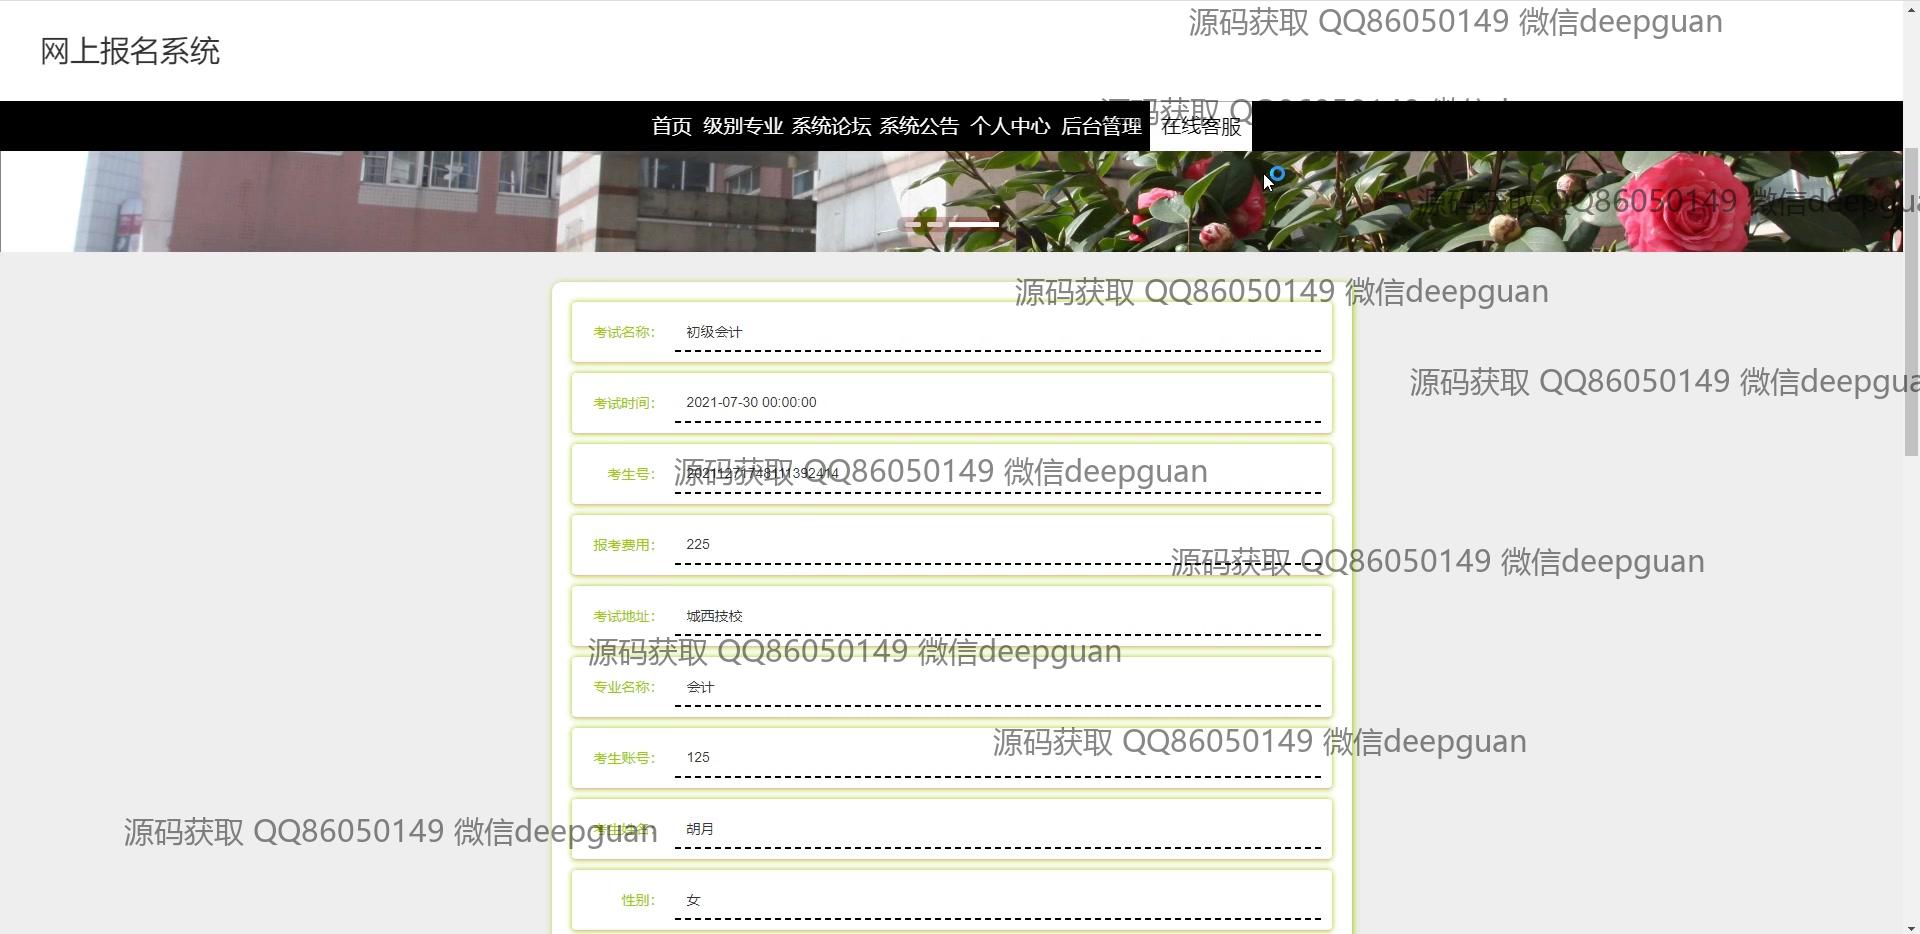 源码获取 QQ86050149 微信deepguan
网上报名系统
源码获取
首页 级别专业 系统论坛 系统公告 个人中心 后台管理 在线客服
源码获取 QQ86050149 微信deepgua
源码获取 QQ86050149 微信deepguan
考试名称： 初级会计
源码获取 QQ86050149 微信deepgua
考试时间： 2021-07-30 00:00:00
考生号：
源码获取 QQ86050149 微信deepguan
报考费用： 225
源码获取 QQ86050149 微信deepguan
考试地址： 城西技校
源码获取 QQ86050149 微信deepguan
专业名称： 会计
源码获取 QQ86050149 微信deepguan
考生账号： 125
源码获取 QQ86050149 微信deepguan
考生姓名： 胡月
性别： 女